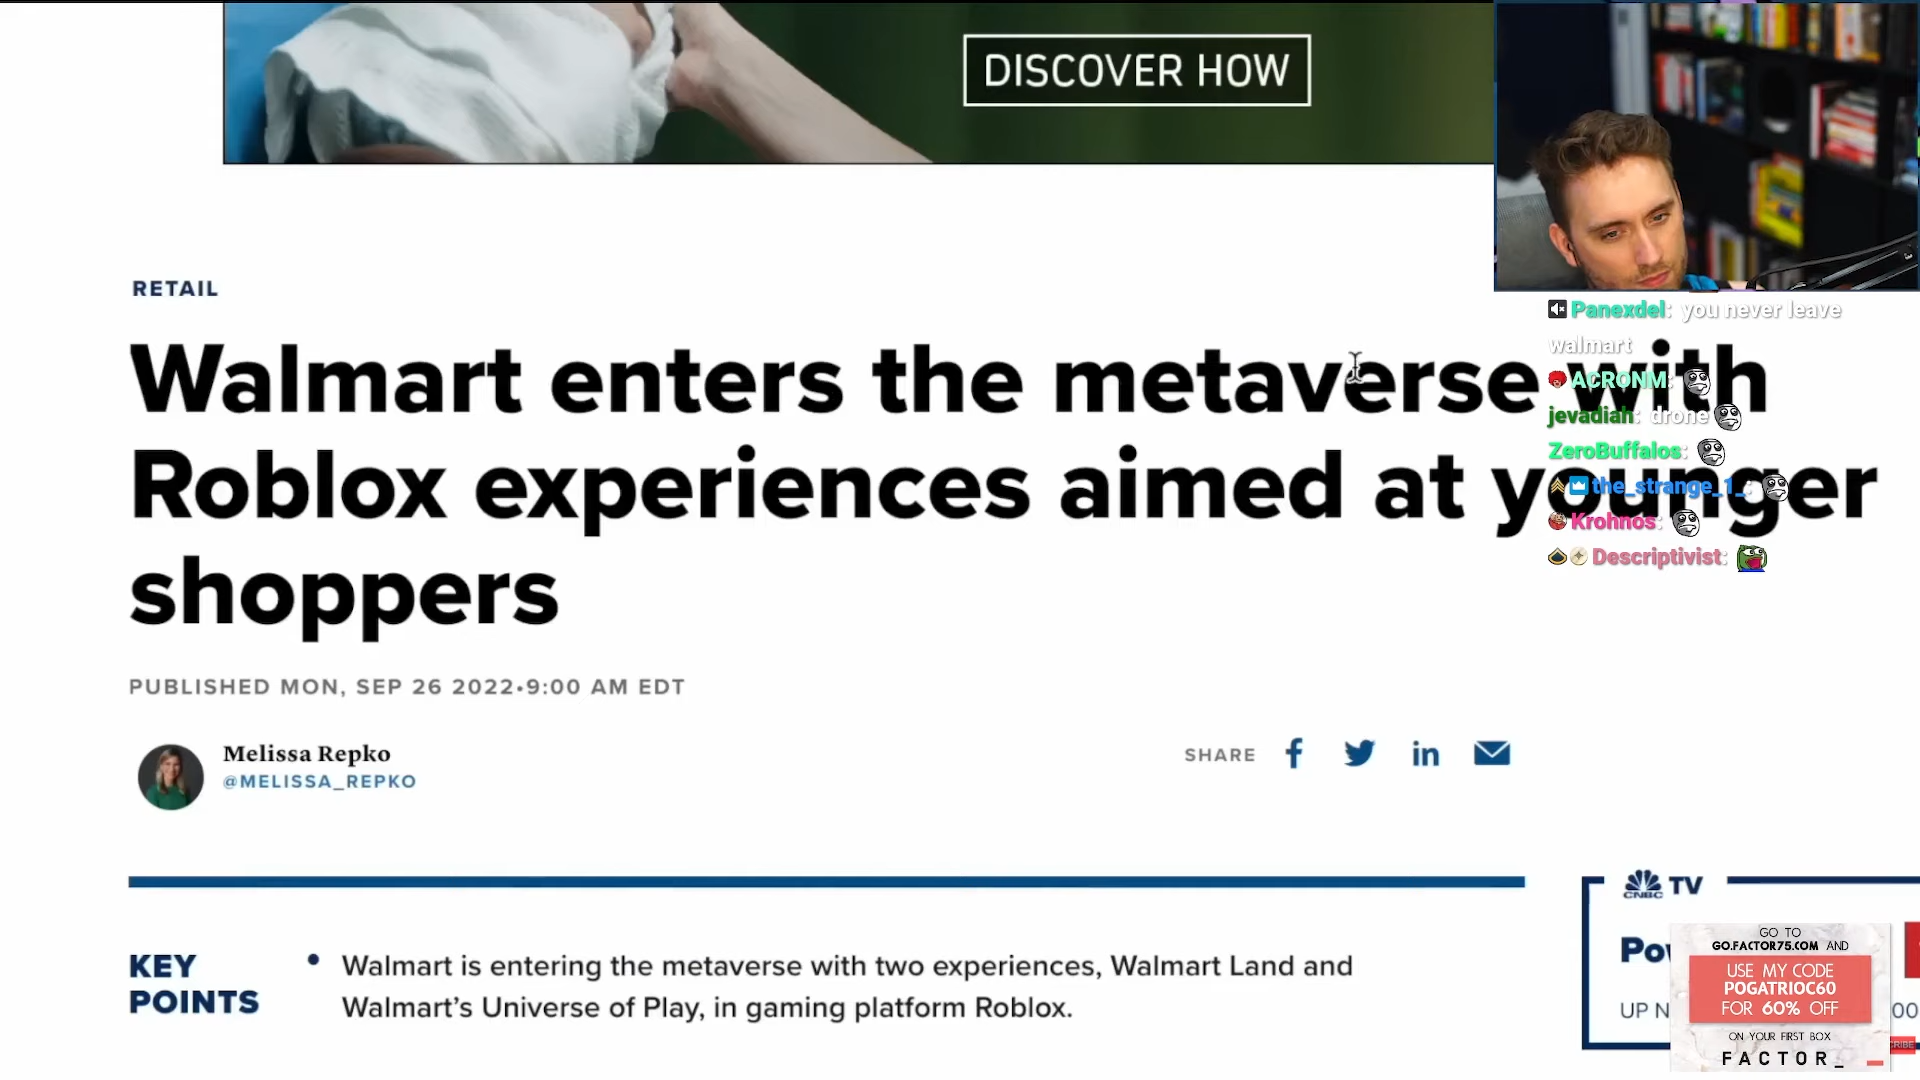 DISCOVER HOW
RETAIL
Walmart enters the metaverse with
Roblox experiences aimed at younger
shoppers
PUBLISHED MON, SEP 26 2022•9:00 AM EDT
Melissa Repko
@MELISSA_REPKO
SHARE
KEY
POINTS
• Walmart is entering the metaverse with two experiences, Walmart Land and
Walmart’s Universe of Play, in gaming platform Roblox.
Panexdel: you never leave
walmart
ACRONM:
jevadiah: drone
ZeroBuffalos:
the_strange_1_:
Krohnos:
Descriptivist:
CNBC TV
UP N
GO TO
GO.FACTOR75.COM AND
USE MY CODE
POGATRIOC60
FOR 60% OFF
ON YOUR FIRST BOX
FACTOR_